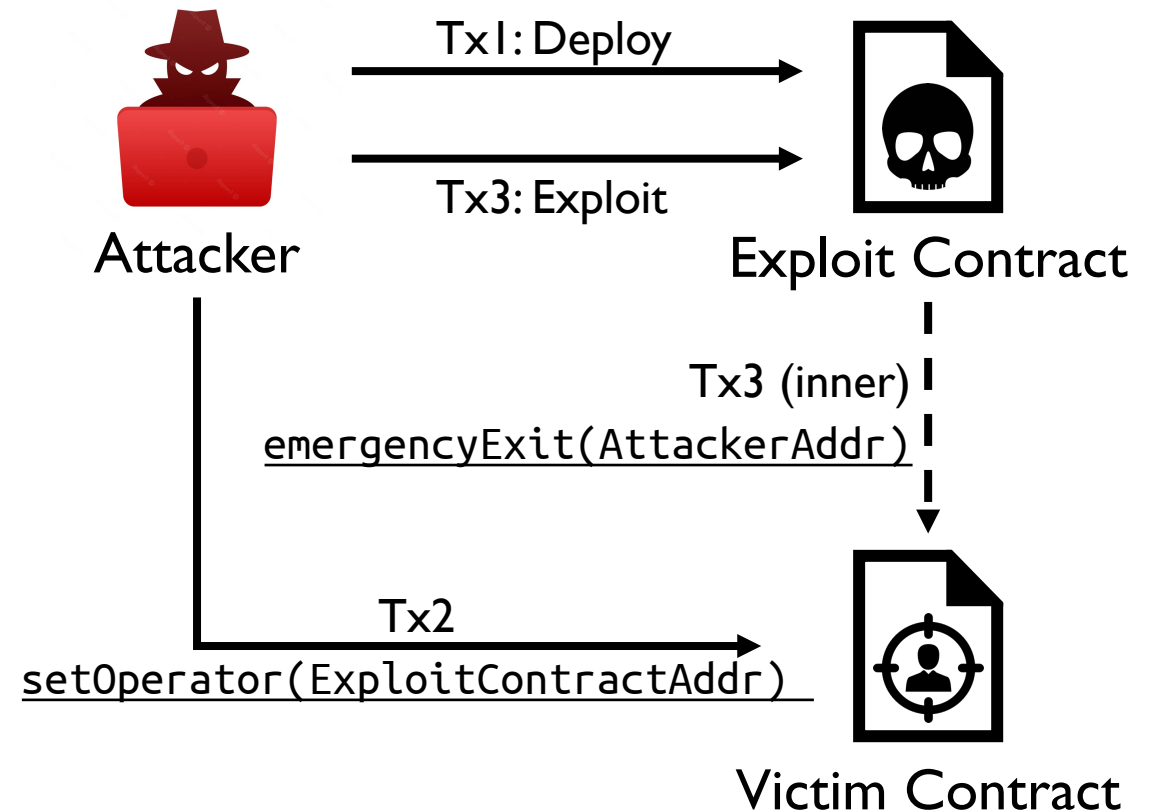 Tx1: Deploy
Tx3: Exploit
Attacker
Exploit Contract
Tx3 (inner)
emergencyExit(AttackerAddr)
Tx2
setOperator(ExploitContractAddr)
Victim Contract